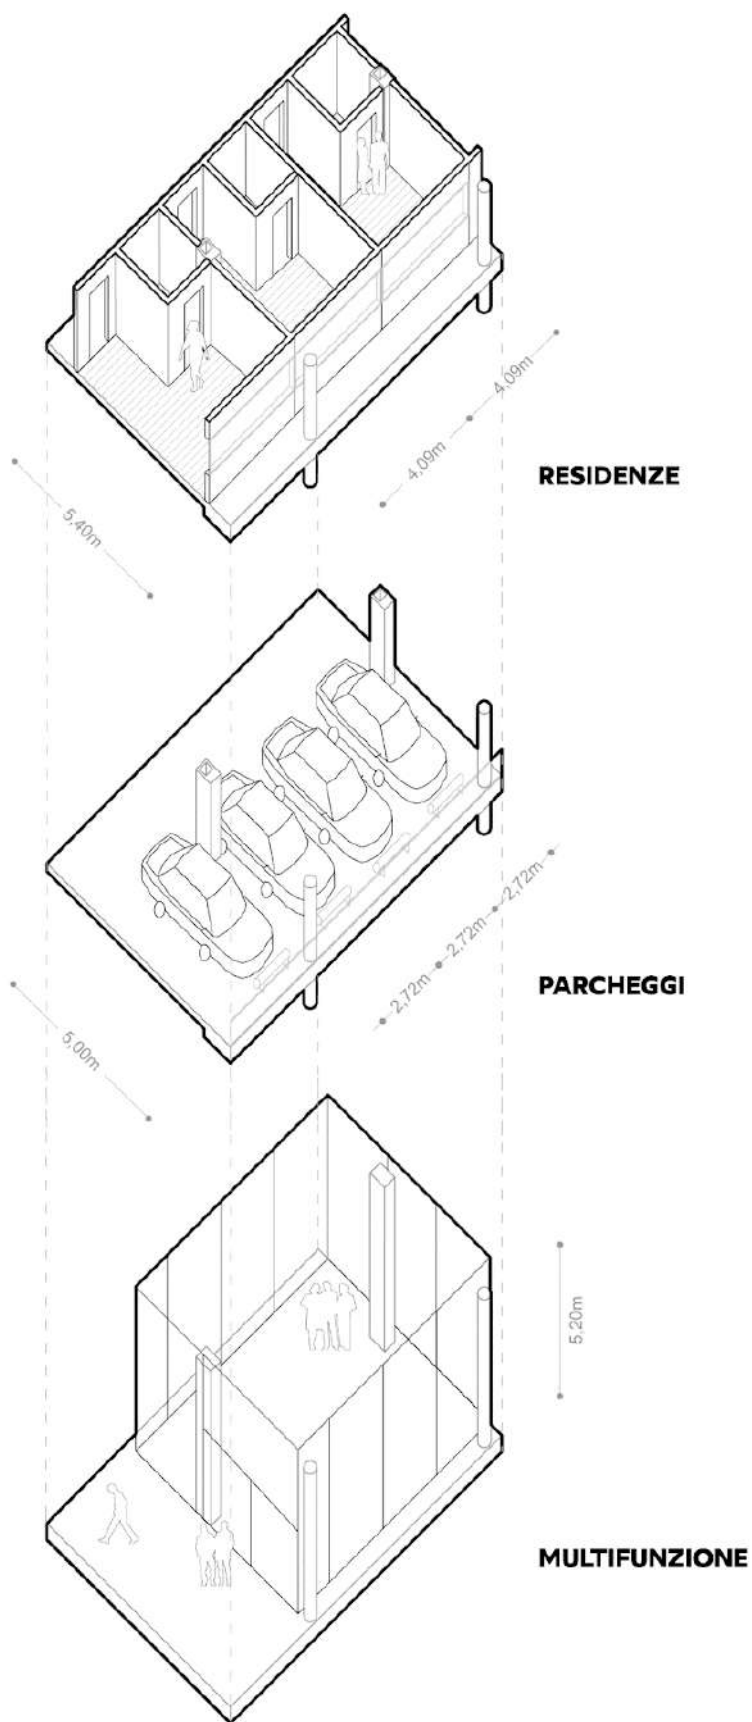 4,09m
4,09m
RESIDENZE
5,40m
2,72m
2,72m
2,72m
PARCHEGGI
5,00m
5,20m
MULTIFUNZIONE